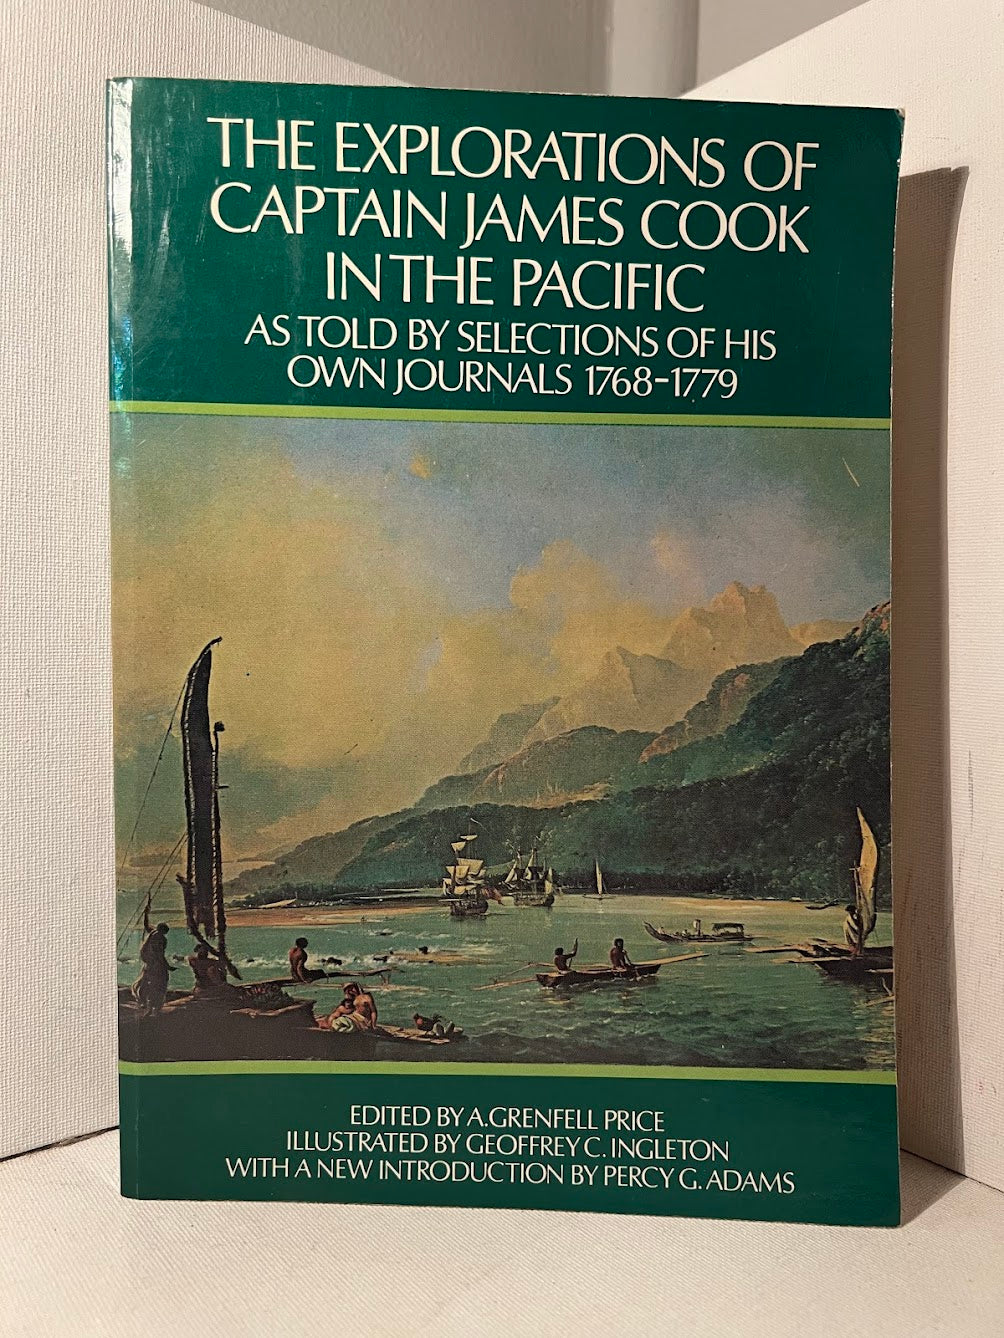 THE EXPLORATIONS OF
CAPTAIN JAMES COOK
IN THE PACIFIC
AS TOLD BY SELECTIONS OF HIS
OWN JOURNALS 1768-1779
EDITED BY A. GRENFELL PRICE
ILLUSTRATED BY GEOFFREY C. INGLETON
WITH A NEW INTRODUCTION BY PERCY G. ADAMS